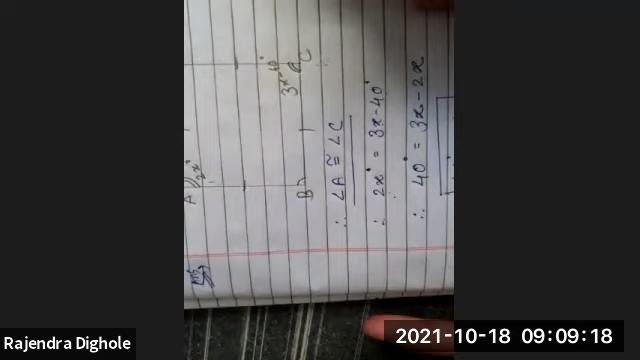 A
2x°
B
C
3x-40°
∴ ∠A ≅ ∠C
∴ 2x° = 3x-40°
∴ 40° = 3x-2x
Rajendra Dighole
2021-10-18 09:09:18